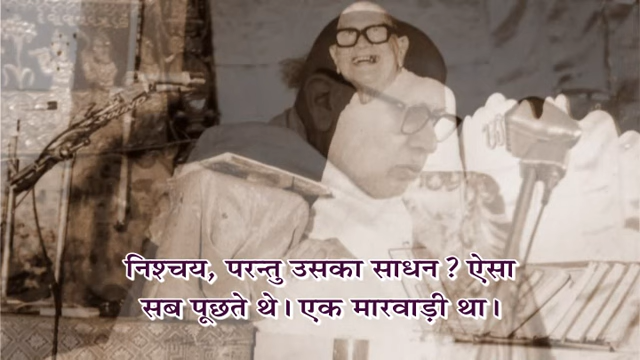 निश्चय, परन्तु उसका साधन ? ऐसा
सब पूछते थे । एक मारवाड़ी था ।